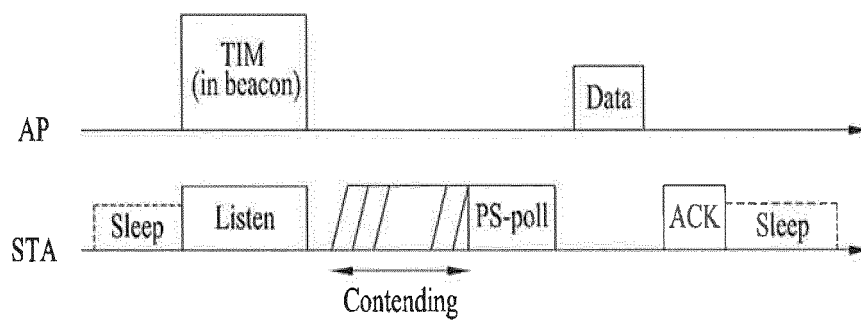 TIM
(in beacon)
Data
AP
Sleep
Listen
PS-poll
ACK
Sleep
STA
Contending